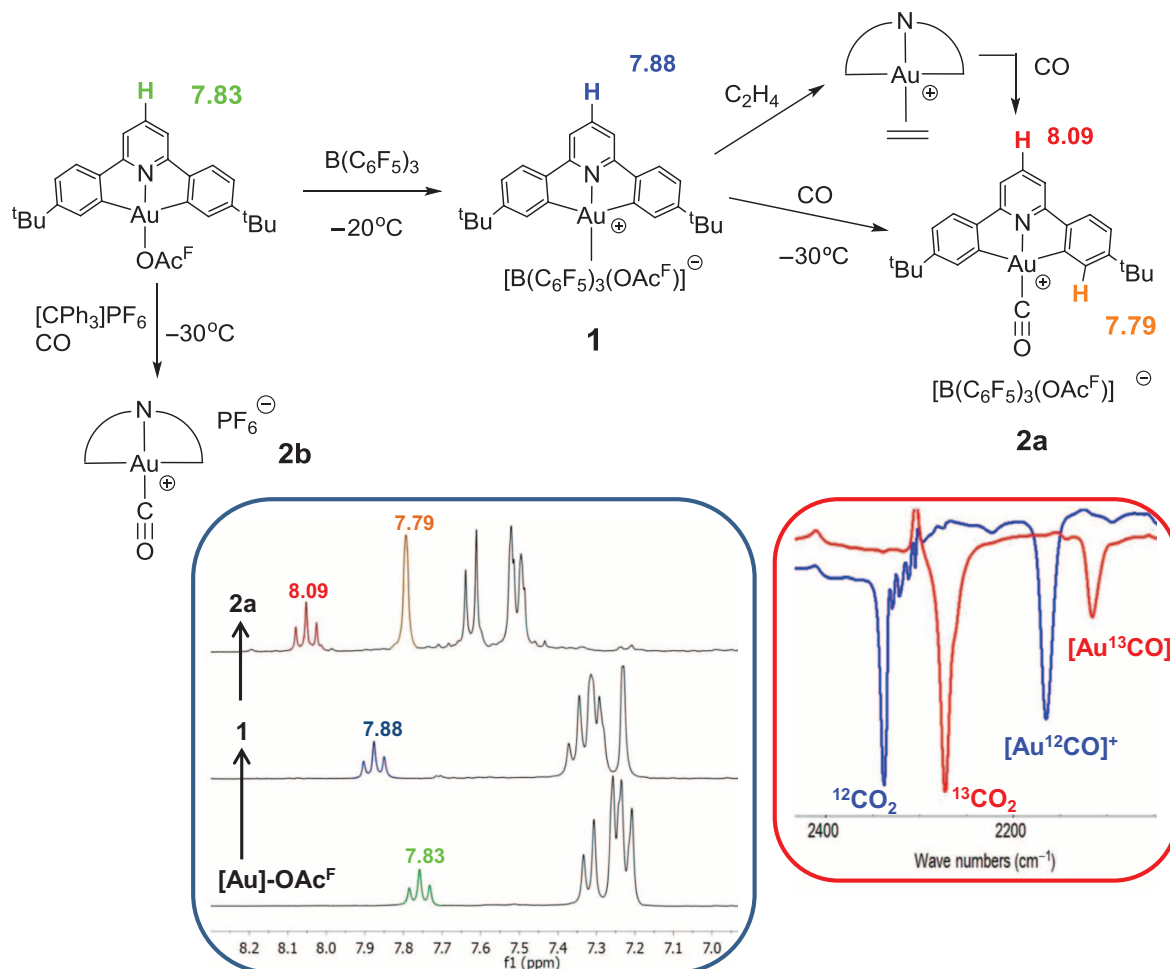 H 7.83
N
tBu
Au
tBu
OAcF
B(C6F5)3
–20°C
7.88
H
N
tBu
Au
⊕
tBu
[B(C6F5)3(OAcF)]⊖
1
C2H4
N
Au
⊕
CO
CO
–30°C
H 8.09
N
tBu
Au
⊕
tBu
H
7.79
C
O
[B(C6F5)3(OAcF)]⊖
2a
[CPh3]PF6
CO
–30°C
N
PF6⊖
Au
⊕
2b
C
O
7.79
2a
8.09
1
7.88
[Au]-OAcF
7.83
8.2 8.1 8.0 7.9 7.8 7.7 7.6 7.5 7.4 7.3 7.2 7.1 7.0
f1 (ppm)
[Au13CO]
[Au12CO]+
12CO2
13CO2
2400
2200
Wave numbers (cm–1)